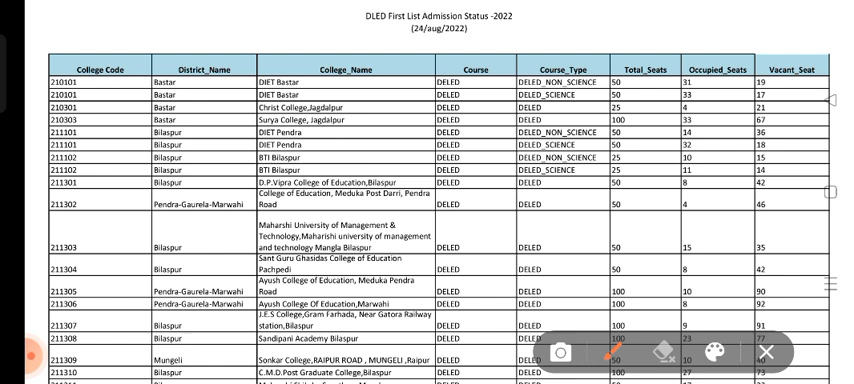 DLED First List Admission Status -2022
(24/aug/2022)
College Code District_Name College_Name Course Course_Type Total_Seats Occupied_Seats Vacant_Seat
210101 Bastar DIET Bastar DELED DELED_NON_SCIENCE 50 31 19
210101 Bastar DIET Bastar DELED DELED_SCIENCE 50 33 17
210301 Bastar Christ College,Jagdalpur DELED DELED 25 4 21
210303 Bastar Surya College, Jagdalpur DELED DELED 100 33 67
211101 Bilaspur DIET Pendra DELED DELED_NON_SCIENCE 50 14 36
211101 Bilaspur DIET Pendra DELED DELED_SCIENCE 50 32 18
211102 Bilaspur BTI Bilaspur DELED DELED_NON_SCIENCE 25 10 15
211102 Bilaspur BTI Bilaspur DELED DELED_SCIENCE 25 11 14
211301 Bilaspur D.P.Vipra College of Education,Bilaspur DELED DELED 50 8 42
College of Education, Meduka Post Darri, Pendra
211302 Pendra-Gaurela-Marwahi Road DELED DELED 50 4 46
Maharshi University of Management &
Technology,Maharishi university of management
211303 Bilaspur and technology Mangla Bilaspur DELED DELED 50 15 35
Sant Guru Ghasidas College of Education
211304 Bilaspur Pachpedi DELED DELED 50 8 42
Ayush College of Education, Meduka Pendra
211305 Pendra-Gaurela-Marwahi Road DELED DELED 100 10 90
211306 Pendra-Gaurela-Marwahi Ayush College Of Education,Marwahi DELED DELED 100 8 92
J.E.S College,Gram Farhada, Near Gatora Railway
211307 Bilaspur station,Bilaspur DELED DELED 100 9 91
211308 Bilaspur Sandipani Academy Bilaspur DELED DELED 100 23 77
211309 Mungeli Sonkar College,RAIPUR ROAD , MUNGELI ,Raipur DELED DELED 50 10 40
211310 Bilaspur C.M.D.Post Graduate College,Bilaspur DELED DELED 100 27 73